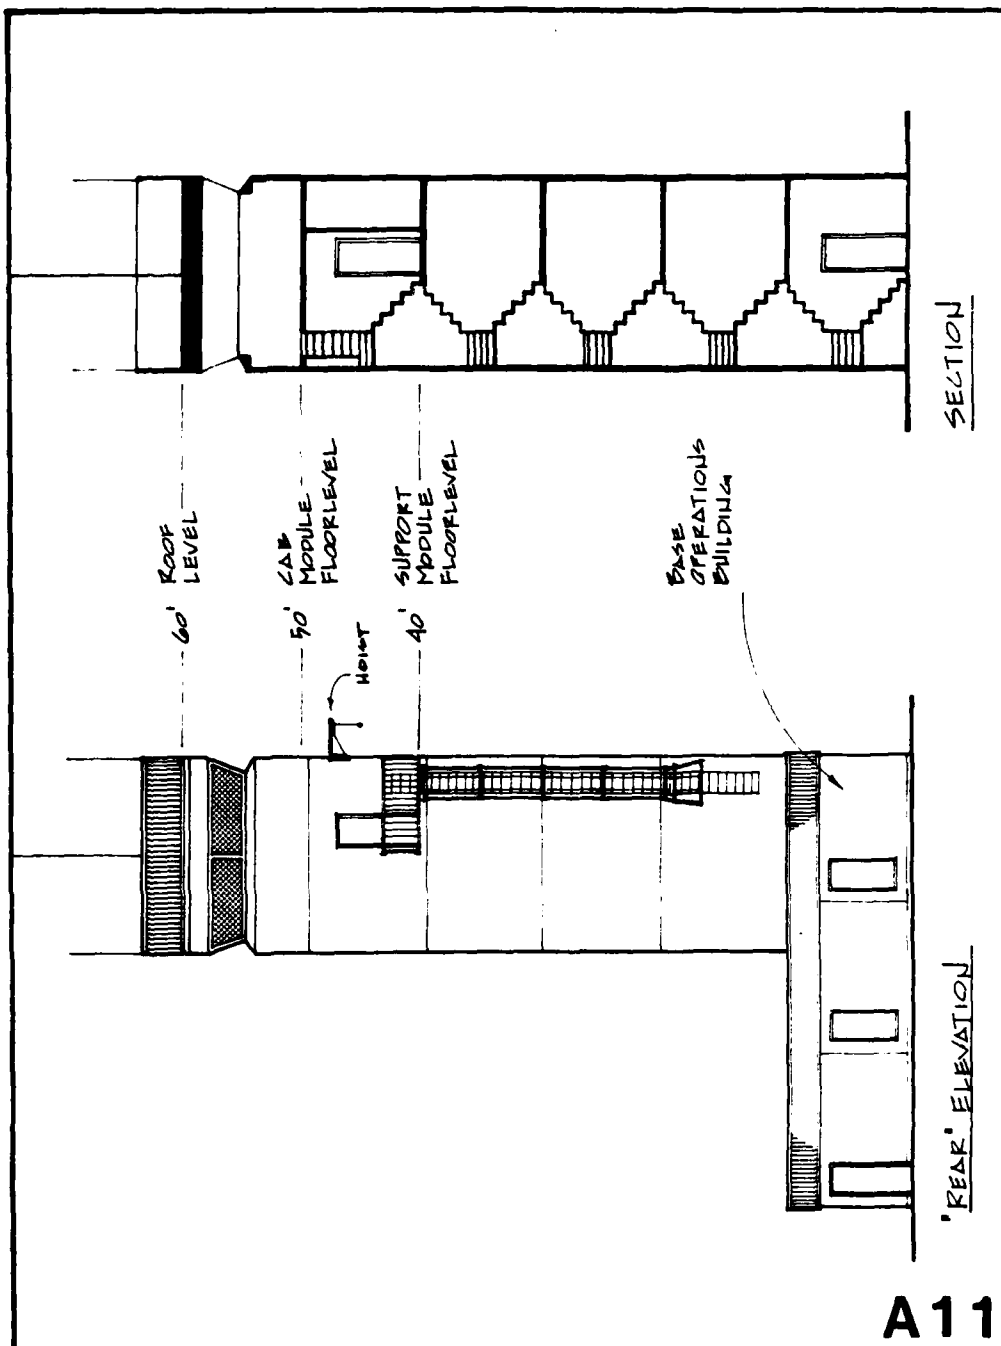 60' ROOF
LEVEL
50' CAB
MODULE
FLOORLEVEL
HOIST
40' SUPPORT
MODULE
FLOORLEVEL
BASE
OPERATIONS
BUILDING
'REAR' ELEVATION
SECTION
A11